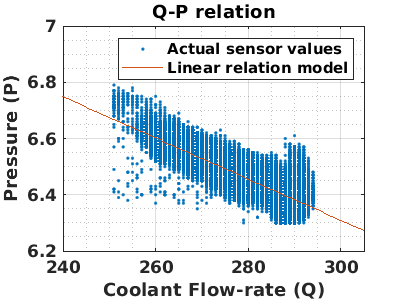 Q-P relation
7
Actual sensor values
Linear relation model
6.8
6.6
6.4
6.2
Pressure (P)
240
260
280
300
Coolant Flow-rate (Q)